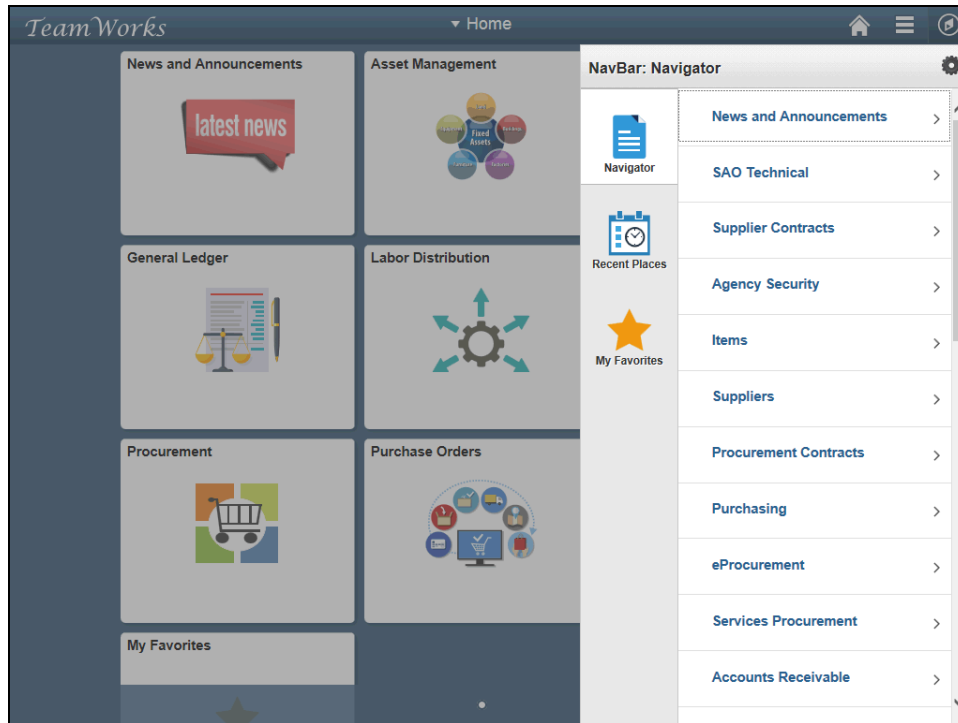 TeamWorks
Home
News and Announcements
latest news
Asset Management
Fixed
Assets
General Ledger
Labor Distribution
Procurement
Purchase Orders
My Favorites
NavBar: Navigator
Navigator
Recent Places
My Favorites
News and Announcements
SAO Technical
Supplier Contracts
Agency Security
Items
Suppliers
Procurement Contracts
Purchasing
eProcurement
Services Procurement
Accounts Receivable